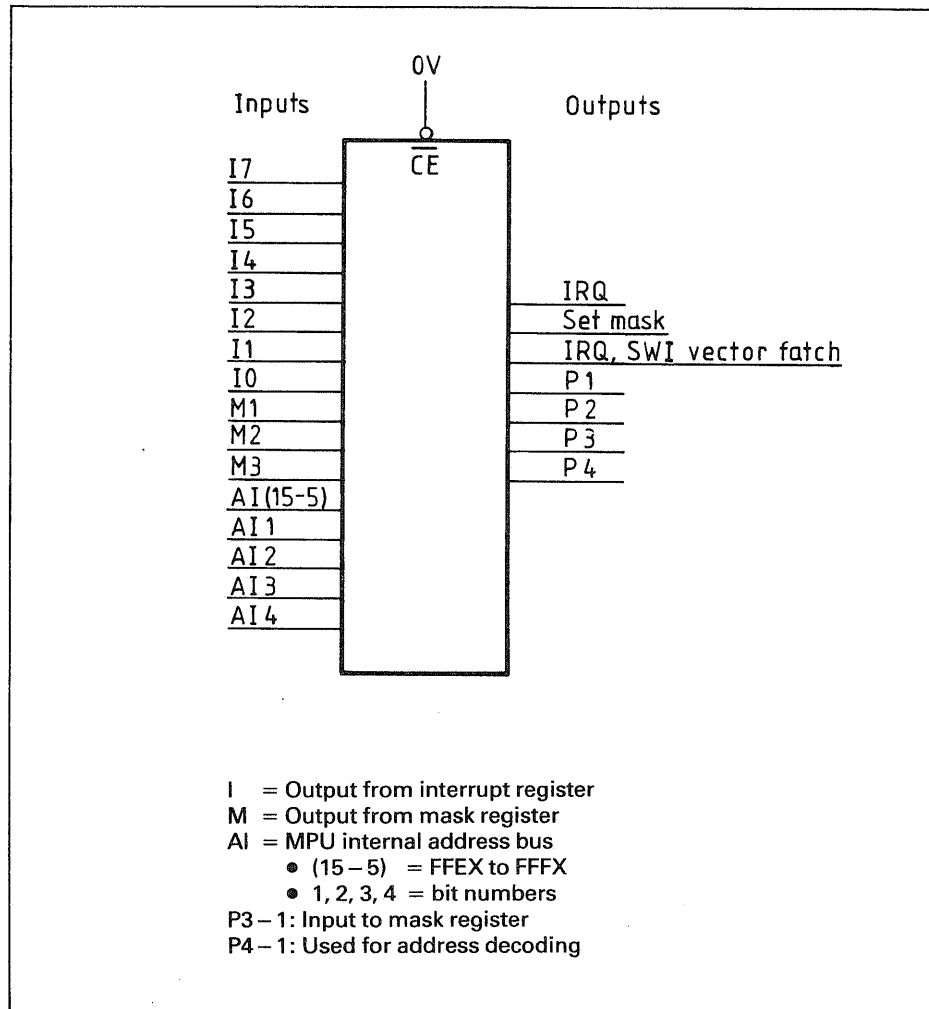 0V
Inputs
Outputs
CE
I7
I6
I5
I4
I3
I2
I1
I0
M1
M2
M3
AI(15-5)
AI1
AI2
AI3
AI4
IRQ
Set mask
IRQ, SWI vector fatch
P1
P2
P3
P4
I = Output from interrupt register
M = Output from mask register
AI = MPU internal address bus
• (15 – 5) = FFEX to FFFX
• 1, 2, 3, 4 = bit numbers
P3 – 1: Input to mask register
P4 – 1: Used for address decoding